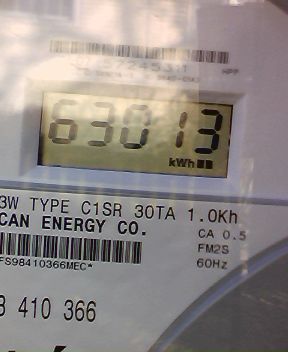 63013
kWh
3W TYPE C1SR 30TA 1.0Kh
CAN ENERGY CO.
CA 0.5
FM2S
60Hz
FS98410366MEC*
8 410 366